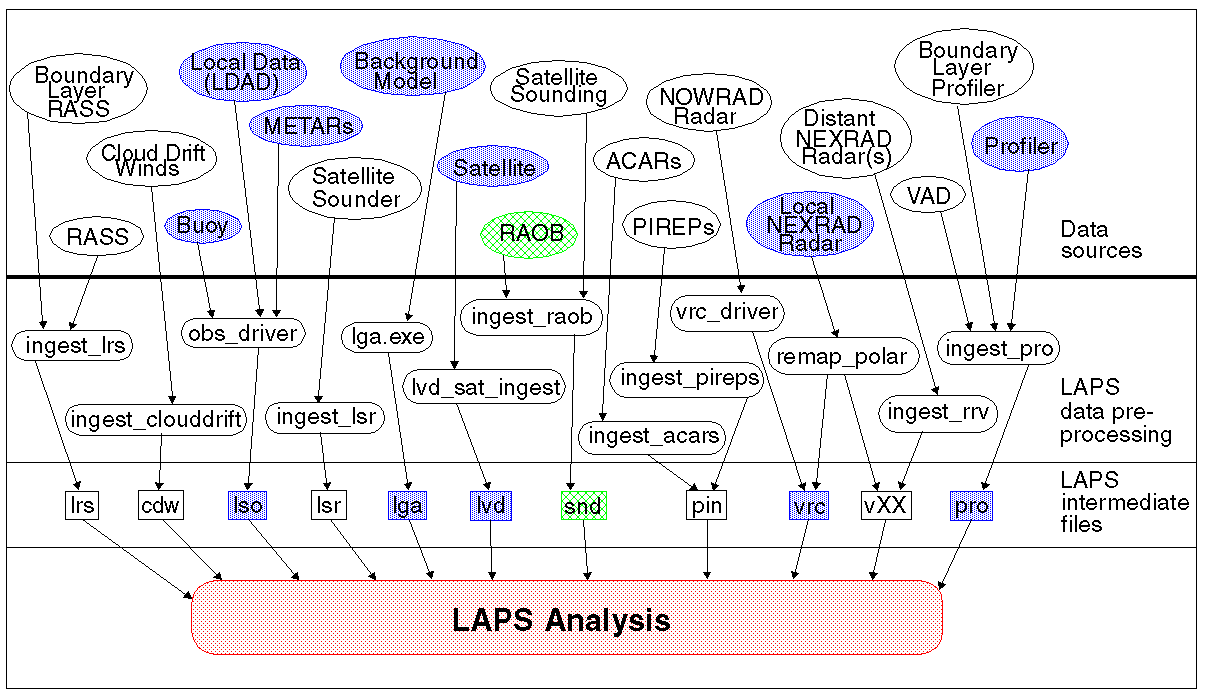 Boundary
Layer
RASS
Local Data
(LDAD)
Background
Model
Satellite
Sounding
NOWRAD
Radar
Boundary
Layer
Profiler
METARs
Distant
NEXRAD
Radar(s)
Profiler
Cloud Drift
Winds
Satellite
Sounder
Satellite
ACARs
VAD
RASS
Buoy
RAOB
PIREPs
Local
NEXRAD
Radar
Data
sources
ingest_lrs
obs_driver
lga.exe
ingest_raob
vrc_driver
remap_polar
ingest_pro
lvd_sat_ingest
ingest_pireps
ingest_clouddrift
ingest_lsr
ingest_acars
ingest_rrv
LAPS
data pre-
processing
lrs
cdw
lso
lsr
lga
lvd
snd
pin
vrc
vXX
pro
LAPS
intermediate
files
LAPS Analysis